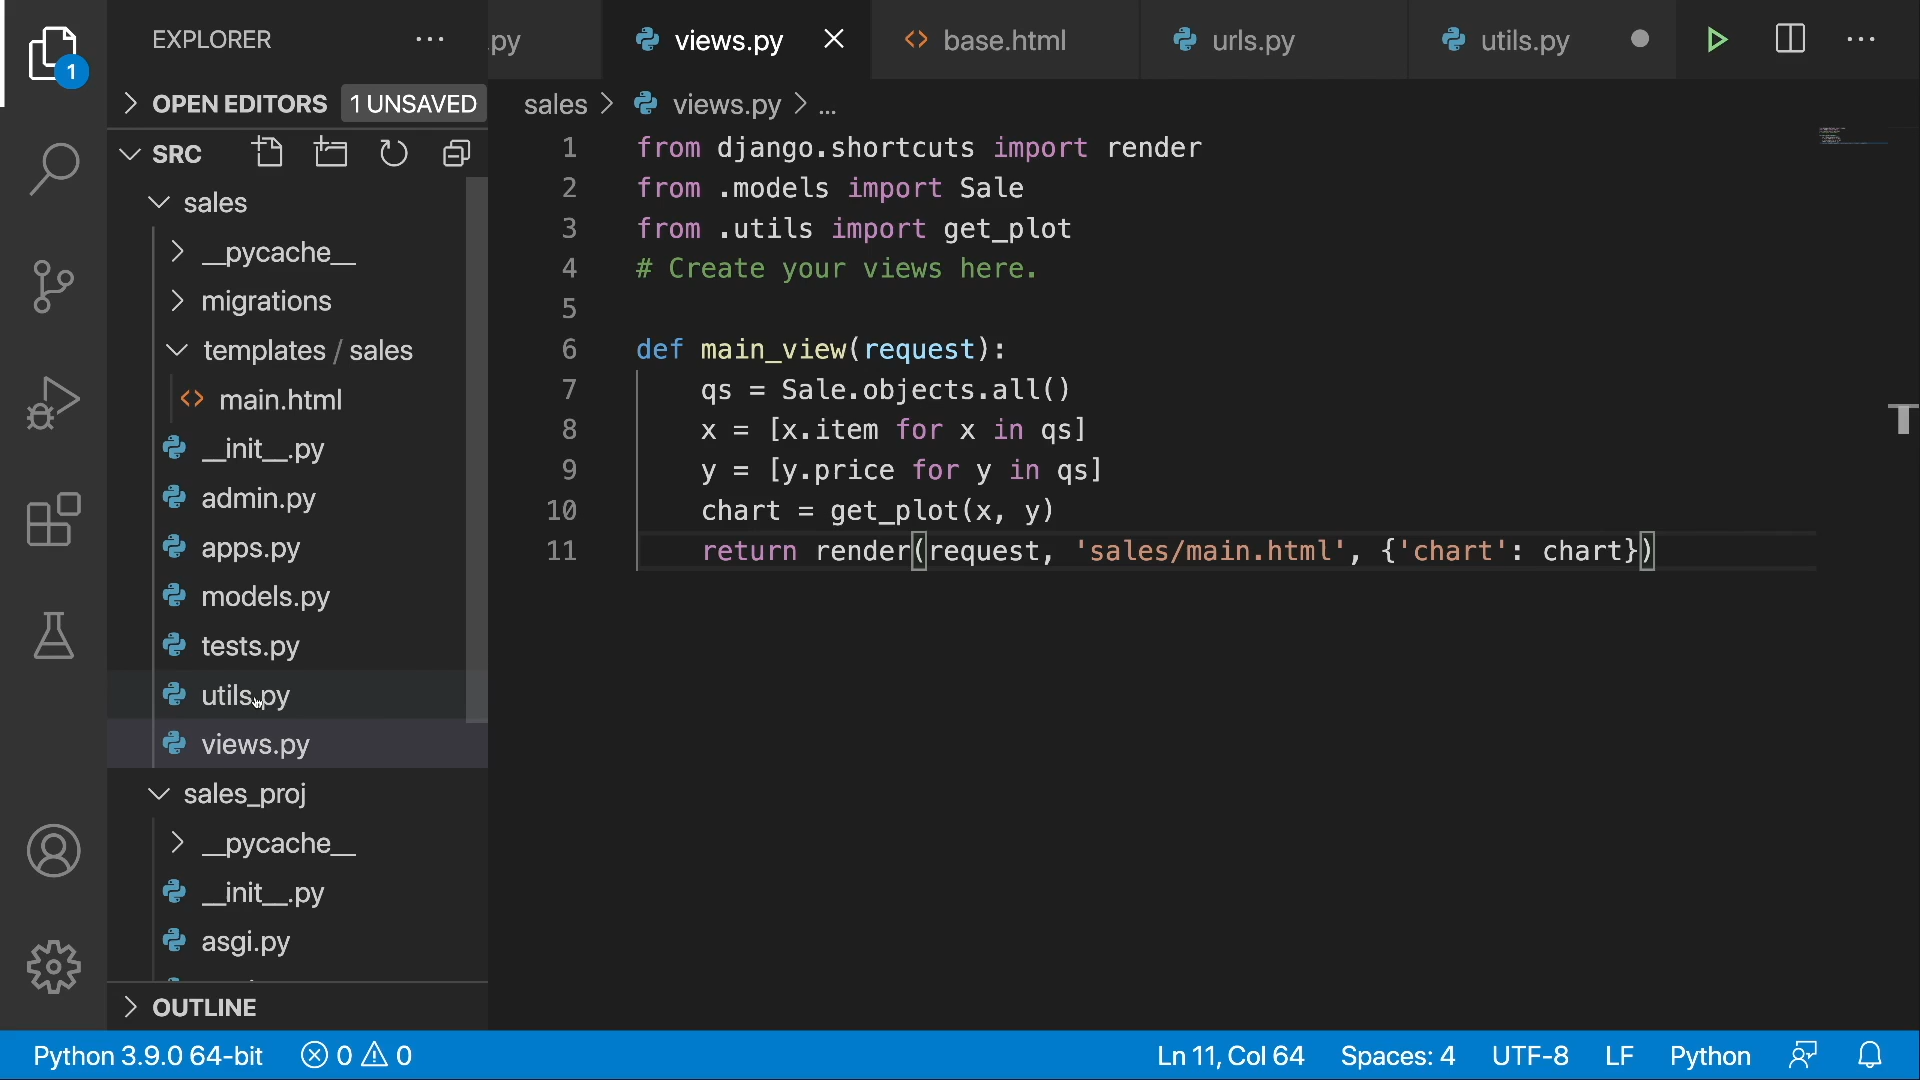 EXPLORER
1
OPEN EDITORS 1 UNSAVED
SRC
sales
__pycache__
migrations
templates / sales
main.html
__init__.py
admin.py
apps.py
models.py
tests.py
utils.py
views.py
sales_proj
__pycache__
__init__.py
asgi.py
OUTLINE
.py views.py base.html urls.py utils.py
sales > views.py > ...
1 from django.shortcuts import render
2 from .models import Sale
3 from .utils import get_plot
4 # Create your views here.
5
6 def main_view(request):
7 qs = Sale.objects.all()
8 x = [x.item for x in qs]
9 y = [y.price for y in qs]
10 chart = get_plot(x, y)
11 return render(request, 'sales/main.html', {'chart': chart})
Python 3.9.0 64-bit 0 0 Ln 11, Col 64 Spaces: 4 UTF-8 LF Python